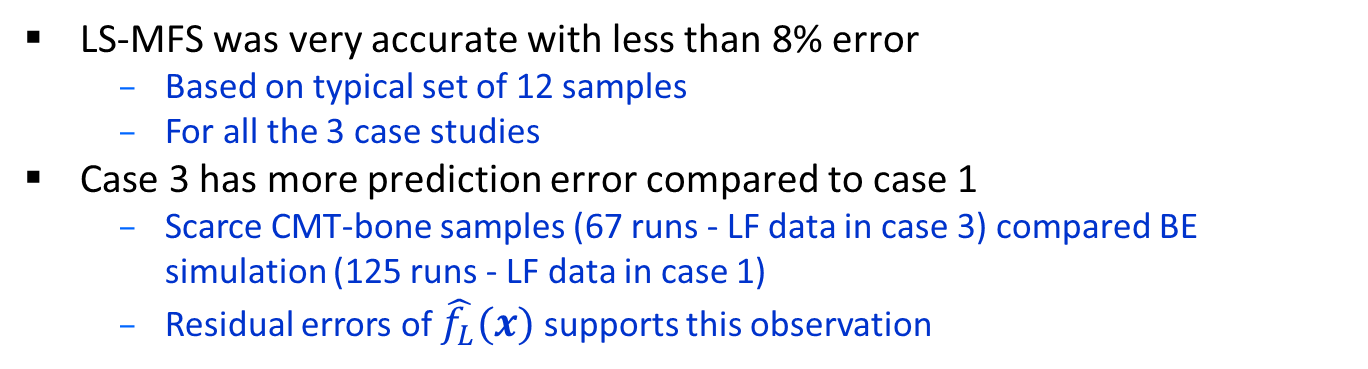 ▪ LS-MFS was very accurate with less than 8% error
– Based on typical set of 12 samples
– For all the 3 case studies
▪ Case 3 has more prediction error compared to case 1
– Scarce CMT-bone samples (67 runs - LF data in case 3) compared BE
simulation (125 runs - LF data in case 1)
– Residual errors of $\widehat{f_L}(\boldsymbol{x})$ supports this observation